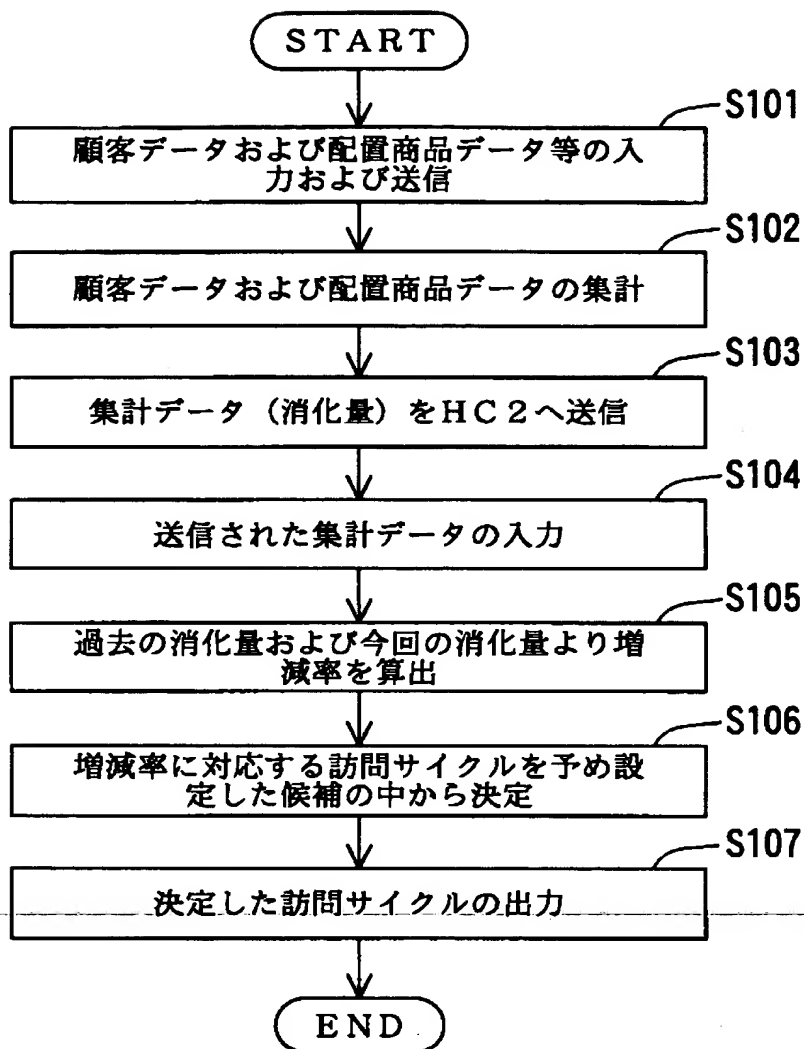 START
S101
顧客データおよび配置商品データ等の入
力および送信
S102
顧客データおよび配置商品データの集計
S103
集計データ（消化量）をＨＣ２へ送信
S104
送信された集計データの入力
S105
過去の消化量および今回の消化量より増
減率を算出
S106
増減率に対応する訪問サイクルを予め設
定した候補の中から決定
S107
決定した訪問サイクルの出力
END